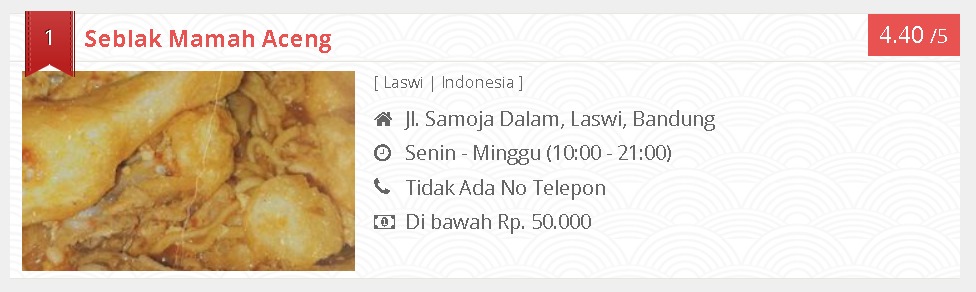 1
Seblak Mamah Aceng
4.40 /5
[ Laswi | Indonesia ]
Jl. Samoja Dalam, Laswi, Bandung
Senin - Minggu (10:00 - 21:00)
Tidak Ada No Telepon
Di bawah Rp. 50.000